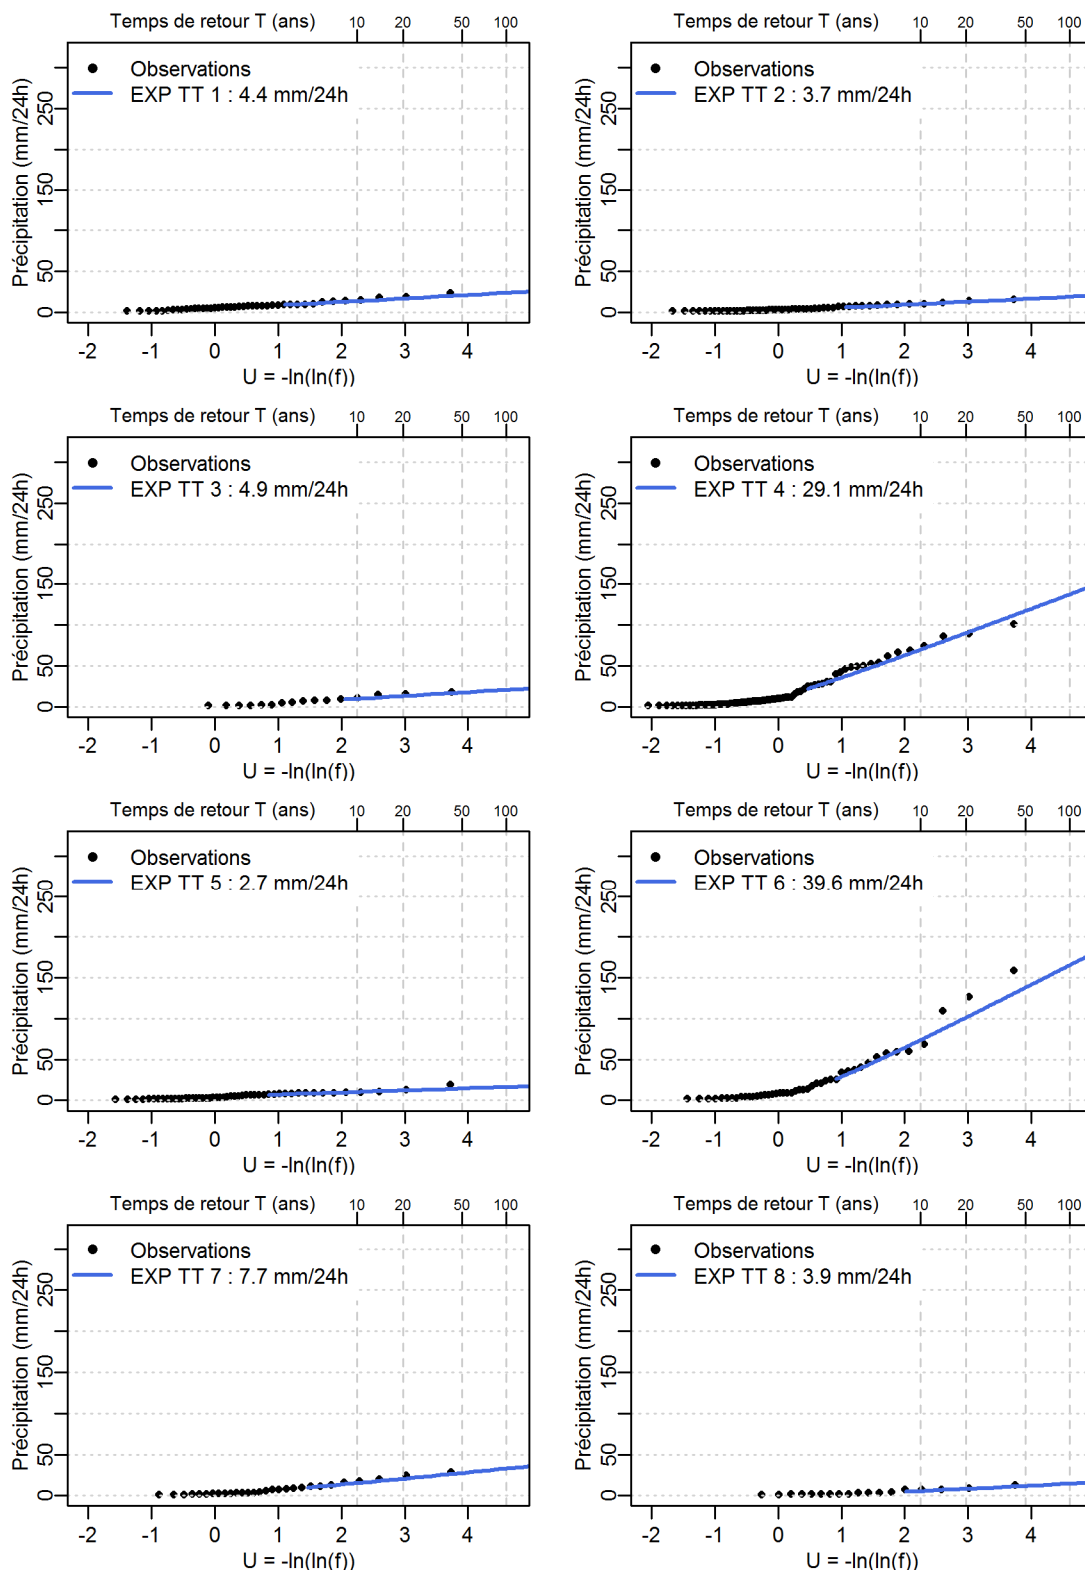 Temps de retour T (ans) 10 20 50 100
Observations
EXP TT 1 : 4.4 mm/24h
Précipitation (mm/24h)
0 50 150 250
-2 -1 0 1 2 3 4
U = -ln(ln(f))
Temps de retour T (ans) 10 20 50 100
Observations
EXP TT 2 : 3.7 mm/24h
Précipitation (mm/24h)
0 50 150 250
-2 -1 0 1 2 3 4
U = -ln(ln(f))
Temps de retour T (ans) 10 20 50 100
Observations
EXP TT 3 : 4.9 mm/24h
Précipitation (mm/24h)
0 50 150 250
-2 -1 0 1 2 3 4
U = -ln(ln(f))
Temps de retour T (ans) 10 20 50 100
Observations
EXP TT 4 : 29.1 mm/24h
Précipitation (mm/24h)
0 50 150 250
-2 -1 0 1 2 3 4
U = -ln(ln(f))
Temps de retour T (ans) 10 20 50 100
Observations
EXP TT 5 : 2.7 mm/24h
Précipitation (mm/24h)
0 50 150 250
-2 -1 0 1 2 3 4
U = -ln(ln(f))
Temps de retour T (ans) 10 20 50 100
Observations
EXP TT 6 : 39.6 mm/24h
Précipitation (mm/24h)
0 50 150 250
-2 -1 0 1 2 3 4
U = -ln(ln(f))
Temps de retour T (ans) 10 20 50 100
Observations
EXP TT 7 : 7.7 mm/24h
Précipitation (mm/24h)
0 50 150 250
-2 -1 0 1 2 3 4
U = -ln(ln(f))
Temps de retour T (ans) 10 20 50 100
Observations
EXP TT 8 : 3.9 mm/24h
Précipitation (mm/24h)
0 50 150 250
-2 -1 0 1 2 3 4
U = -ln(ln(f))